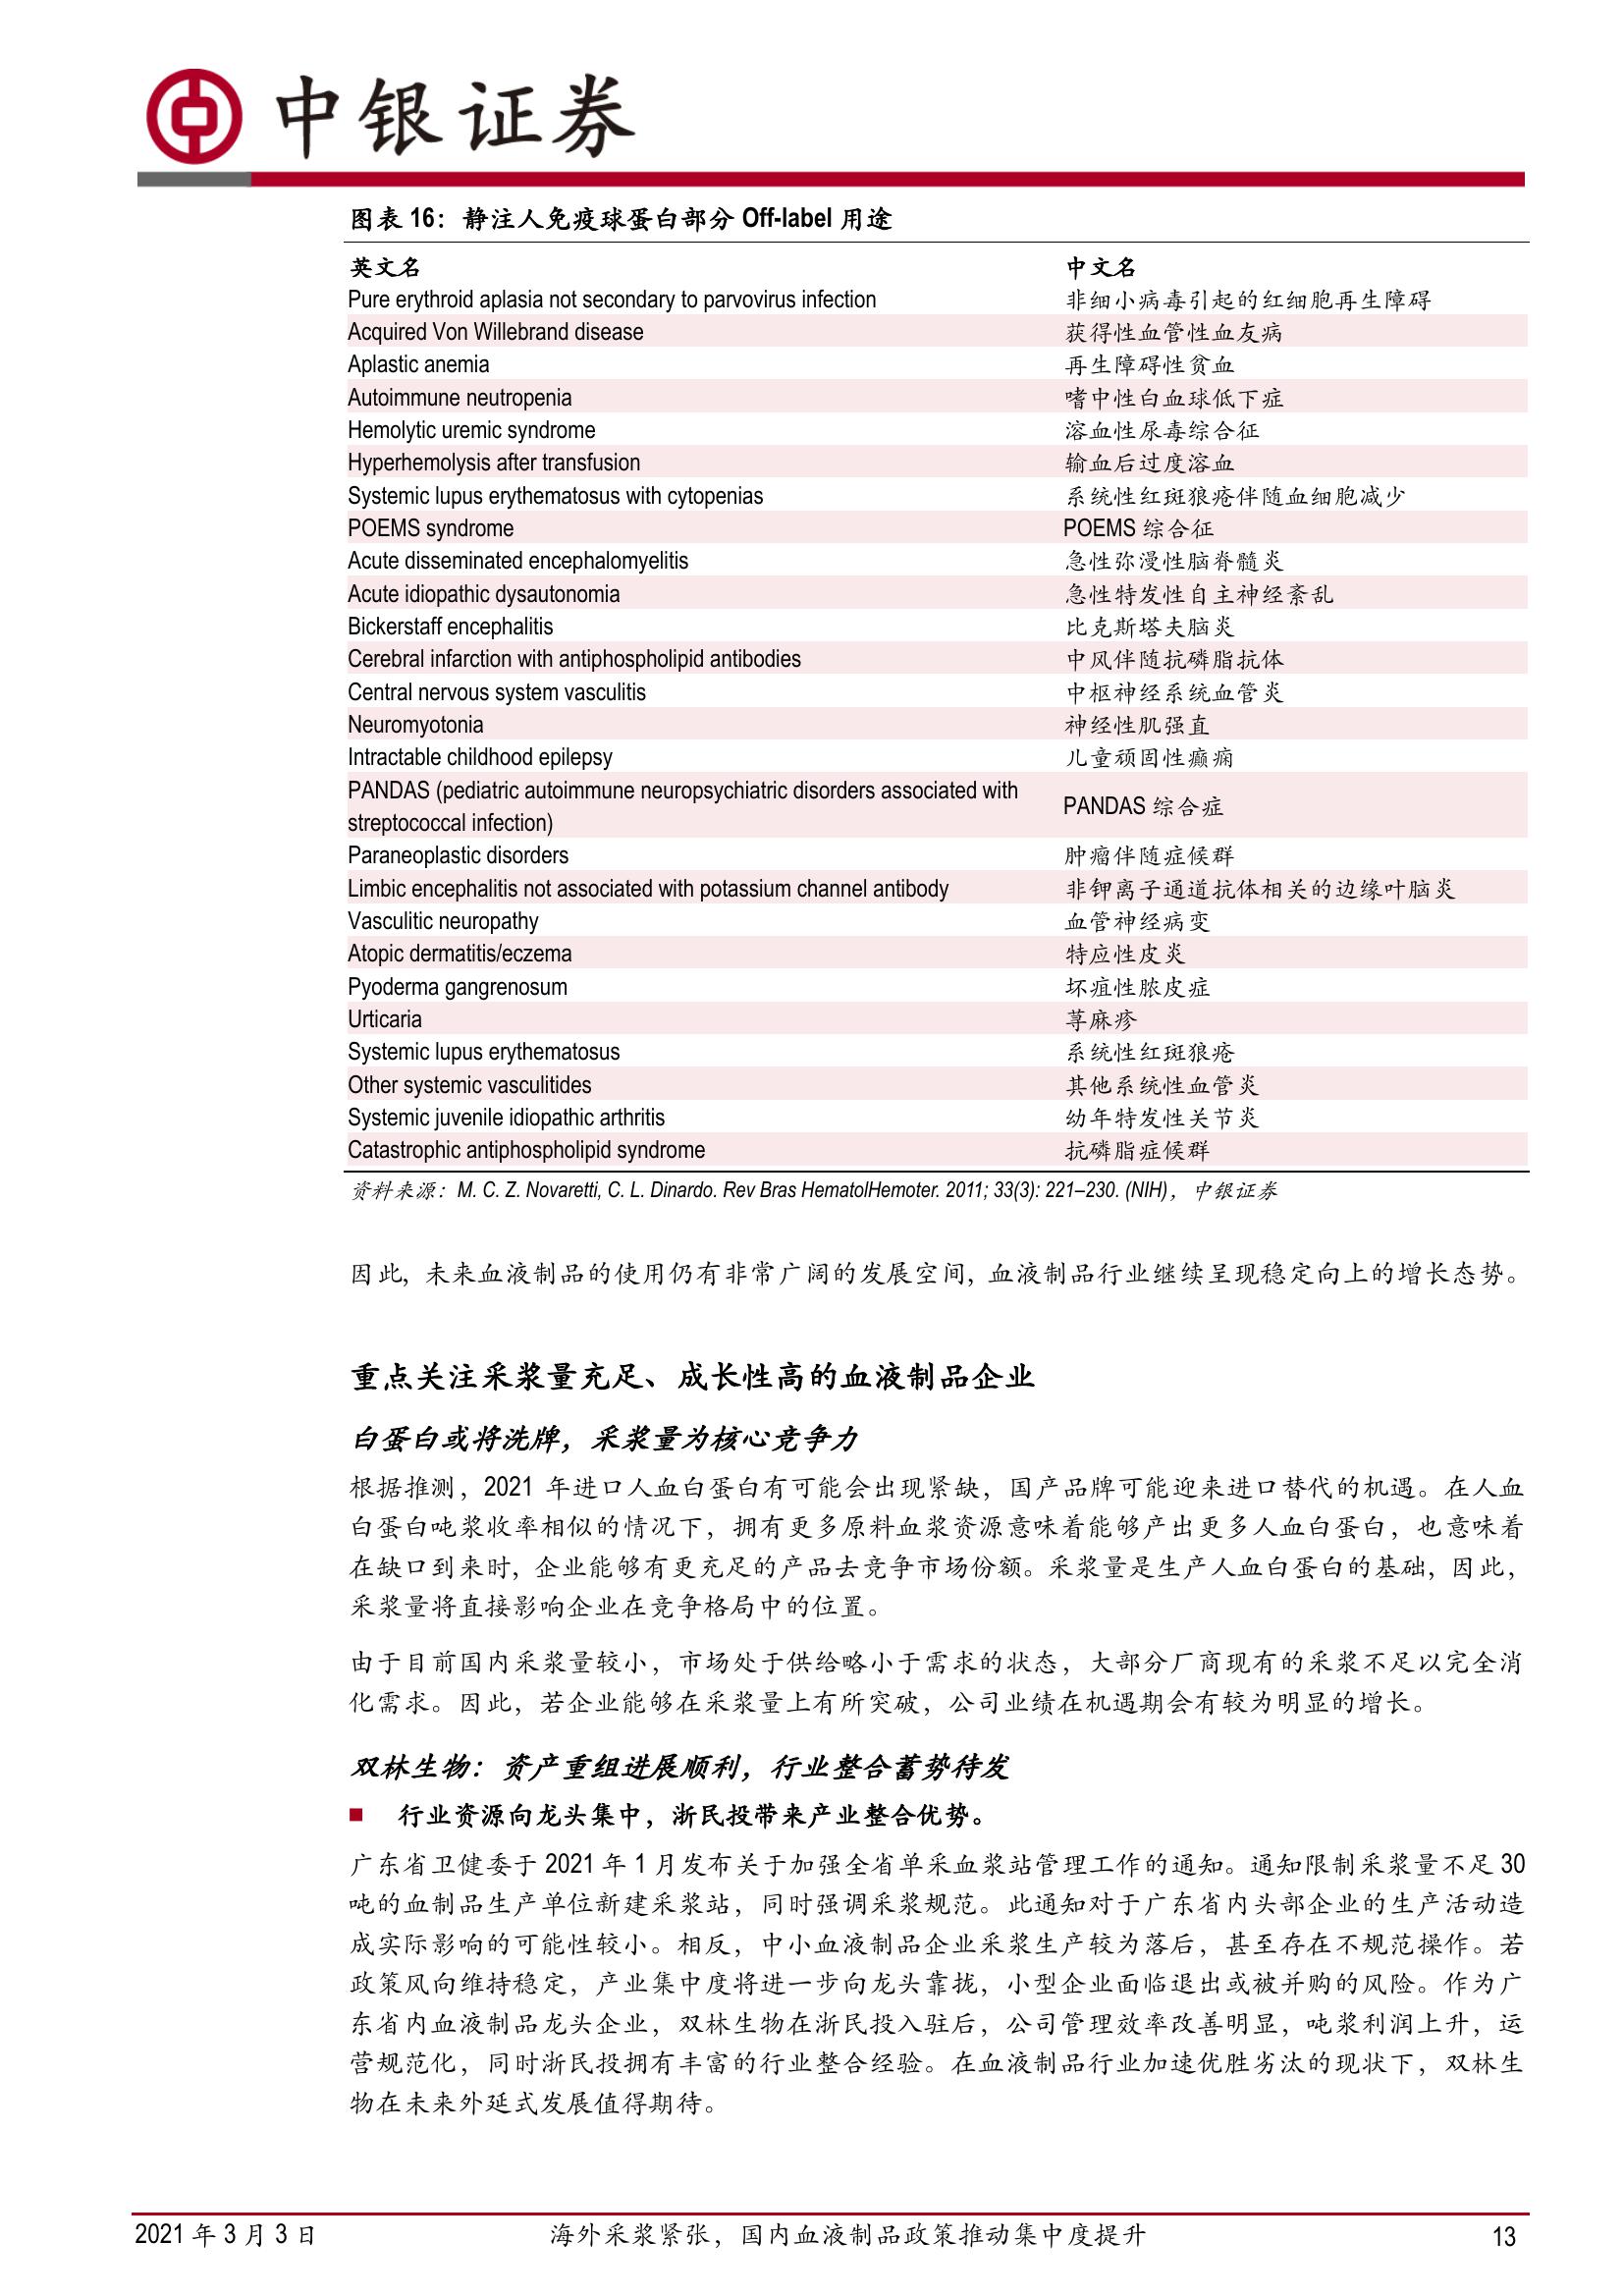 中银证券
图表 16：静注人免疫球蛋白部分 Off-label 用途
英文名 中文名
Pure erythroid aplasia not secondary to parvovirus infection 非细小病毒引起的红细胞再生障碍
Acquired Von Willebrand disease 获得性血管性血友病
Aplastic anemia 再生障碍性贫血
Autoimmune neutropenia 嗜中性白血球低下症
Hemolytic uremic syndrome 溶血性尿毒综合征
Hyperhemolysis after transfusion 输血后过度溶血
Systemic lupus erythematosus with cytopenias 系统性红斑狼疮伴随血细胞减少
POEMS syndrome POEMS 综合征
Acute disseminated encephalomyelitis 急性弥漫性脑脊髓炎
Acute idiopathic dysautonomia 急性特发性自主神经紊乱
Bickerstaff encephalitis 比克斯塔夫脑炎
Cerebral infarction with antiphospholipid antibodies 中风伴随抗磷脂抗体
Central nervous system vasculitis 中枢神经系统血管炎
Neuromyotonia 神经性肌强直
Intractable childhood epilepsy 儿童顽固性癫痫
PANDAS (pediatric autoimmune neuropsychiatric disorders associated with
streptococcal infection) PANDAS 综合症
Paraneoplastic disorders 肿瘤伴随症候群
Limbic encephalitis not associated with potassium channel antibody 非钾离子通道抗体相关的边缘叶脑炎
Vasculitic neuropathy 血管神经病变
Atopic dermatitis/eczema 特应性皮炎
Pyoderma gangrenosum 坏疽性脓皮症
Urticaria 荨麻疹
Systemic lupus erythematosus 系统性红斑狼疮
Other systemic vasculitides 其他系统性血管炎
Systemic juvenile idiopathic arthritis 幼年特发性关节炎
Catastrophic antiphospholipid syndrome 抗磷脂症候群
资料来源：M. C. Z. Novaretti, C. L. Dinardo. Rev Bras HematolHemoter. 2011; 33(3): 221–230. (NIH)，中银证券
因此，未来血液制品的使用仍有非常广阔的发展空间，血液制品行业继续呈现稳定向上的增长态势。
重点关注采浆量充足、成长性高的血液制品企业
白蛋白或将洗牌，采浆量为核心竞争力
根据推测，2021 年进口人血白蛋白有可能会出现紧缺，国产品牌可能迎来进口替代的机遇。在人血
白蛋白吨浆收率相似的情况下，拥有更多原料血浆资源意味着能够产出更多人血白蛋白，也意味着
在缺口到来时，企业能够有更充足的产品去竞争市场份额。采浆量是生产人血白蛋白的基础，因此，
采浆量将直接影响企业在竞争格局中的位置。
由于目前国内采浆量较小，市场处于供给略小于需求的状态，大部分厂商现有的采浆不足以完全消
化需求。因此，若企业能够在采浆量上有所突破，公司业绩在机遇期会有较为明显的增长。
双林生物：资产重组进展顺利，行业整合蓄势待发
■ 行业资源向龙头集中，浙民投带来产业整合优势。
广东省卫健委于 2021 年 1 月发布关于加强全省单采血浆站管理工作的通知。通知限制采浆量不足 30
吨的血制品生产单位新建采浆站，同时强调采浆规范。此通知对于广东省内头部企业的生产活动造
成实际影响的可能性较小。相反，中小血液制品企业采浆生产较为落后，甚至存在不规范操作。若
政策风向维持稳定，产业集中度将进一步向龙头靠拢，小型企业面临退出或被并购的风险。作为广
东省内血液制品龙头企业，双林生物在浙民投入驻后，公司管理效率改善明显，吨浆利润上升，运
营规范化，同时浙民投拥有丰富的行业整合经验。在血液制品行业加速优胜劣汰的现状下，双林生
物在未来外延式发展值得期待。
2021 年 3 月 3 日 海外采浆紧张，国内血液制品政策推动集中度提升 13